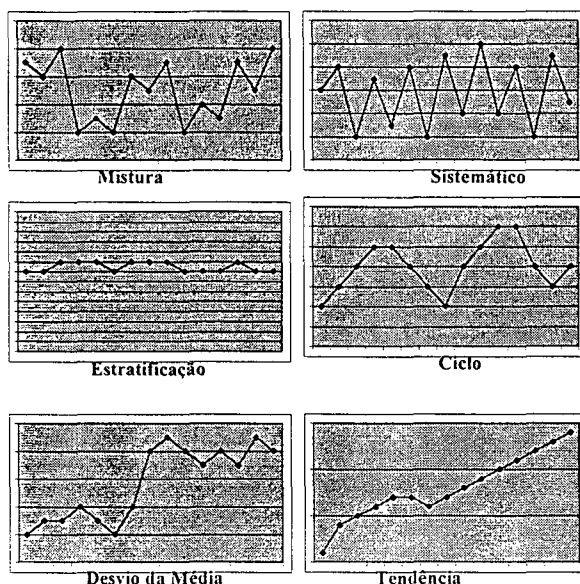 Mistura
Sistemático
Estratificação
Ciclo
Desvio da Média
Tendência